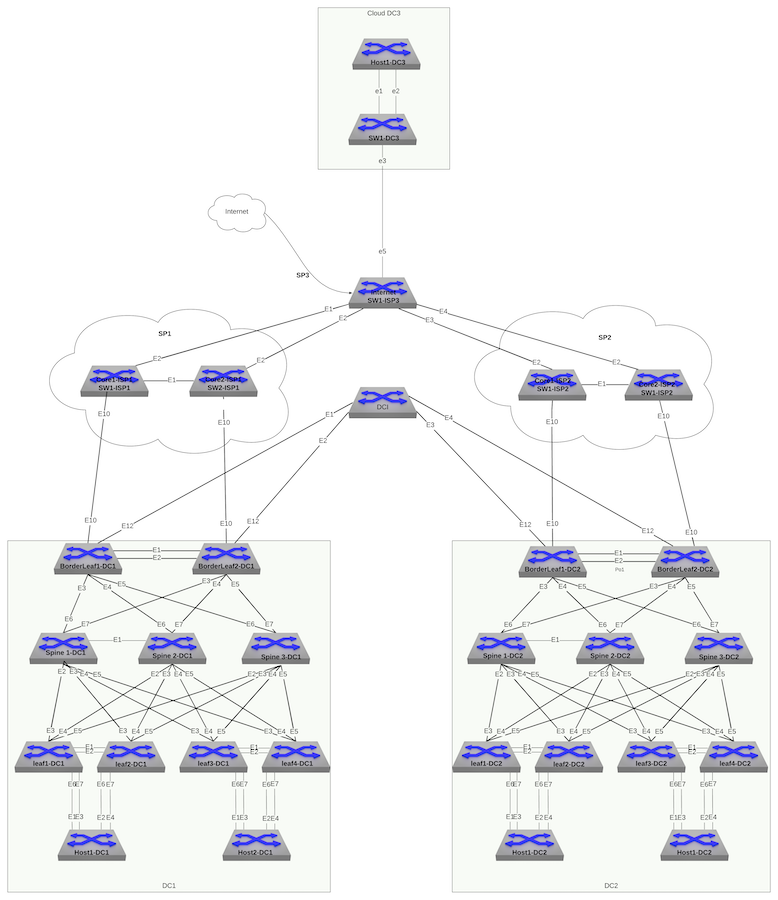 Cloud DC3
Host1-DC3
e1 e2
SW1-DC3
e3
Internet
e5
SP3
Internet
SW1-ISP3
E1 E4
E2 E3
SP1 SP2
E2 E2 E2 E2
Core1-ISP1 Core2-ISP1 Core1-ISP2 Core2-ISP2
E1 E1
SW1-ISP1 SW2-ISP1 SW1-ISP2 SW1-ISP2
DCI
E10 E10 E1 E4 E10 E10
E2 E3
E10 E12 E10 E12 E12 E10 E12 E10
E1 E1
E2 E2
BorderLeaf1-DC1 BorderLeaf2-DC1 BorderLeaf1-DC2 Po1 BorderLeaf2-DC2
E3 E4 E5 E3 E4 E5 E3 E4 E5 E3 E4 E5
E6 E7 E6 E7 E6 E7 E6 E7 E6 E7 E6 E7
E1 E1
Spine 1-DC1 Spine 2-DC1 Spine 3-DC1 Spine 1-DC2 Spine 2-DC2 Spine 3-DC2
E2 E3 E4 E5 E2 E3 E4 E5 E2 E3 E4 E5 E2 E3 E4 E5 E2 E3 E4 E5 E2 E3 E4 E5
E3 E4 E5 E3 E4 E5 E3 E4 E5 E3 E4 E5 E3 E4 E5 E3 E4 E5 E3 E4 E5 E3 E4 E5
E1 E1 E1 E1
E2 E2 E2 E2
leaf1-DC1 leaf2-DC1 leaf3-DC1 leaf4-DC1 leaf1-DC2 leaf2-DC2 leaf3-DC2 leaf4-DC2
E6 E7 E6 E7 E6 E7 E6 E7 E6 E7 E6 E7 E6 E7 E6 E7
E1 E3 E2 E4 E1 E3 E2 E4 E1 E3 E2 E4 E1 E3 E2 E4
Host1-DC1 Host2-DC1 Host1-DC2 Host1-DC2
DC1 DC2